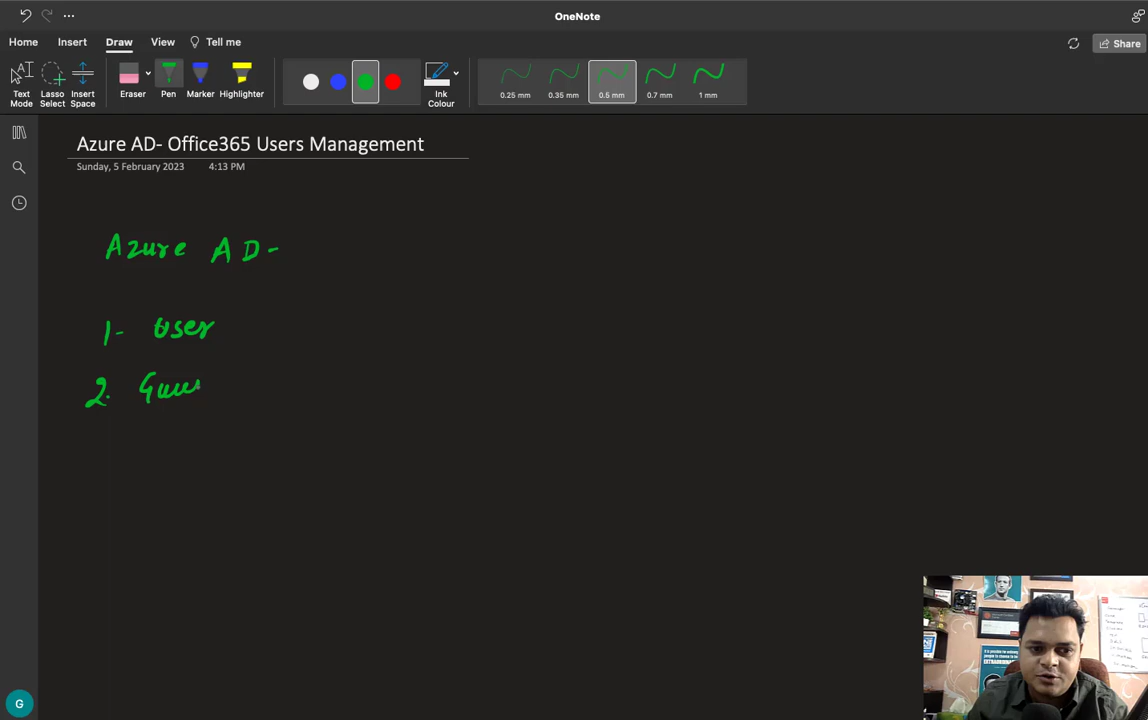 OneNote
Home Insert Draw View Tell me
Share
Text Mode
Lasso Select
Insert Space
Eraser
Pen
Marker
Highlighter
Ink Colour
0.25 mm 0.35 mm 0.5 mm 0.7 mm 1 mm
Azure AD- Office365 Users Management
Sunday, 5 February 2023 4:13 PM
Azure AD-
1- User
2.
G